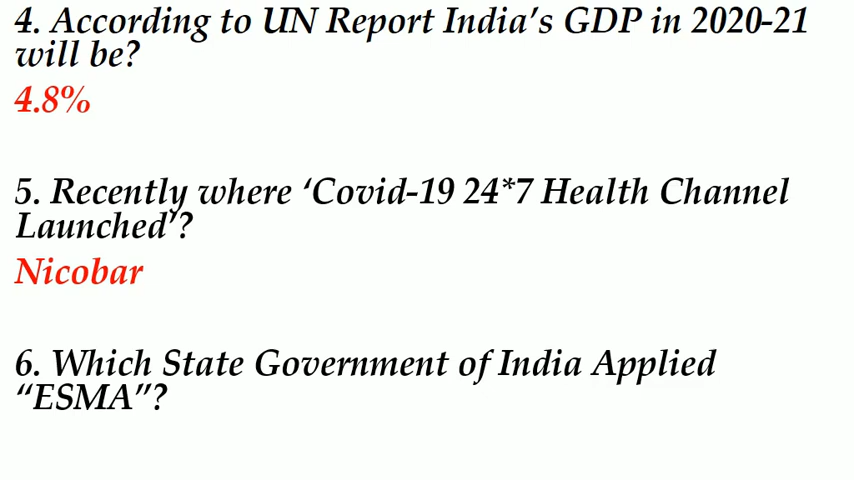 4. According to UN Report India's GDP in 2020-21
will be?
4.8%
5. Recently where 'Covid-19 24*7 Health Channel
Launched'?
Nicobar
6. Which State Government of India Applied
“ESMA”?